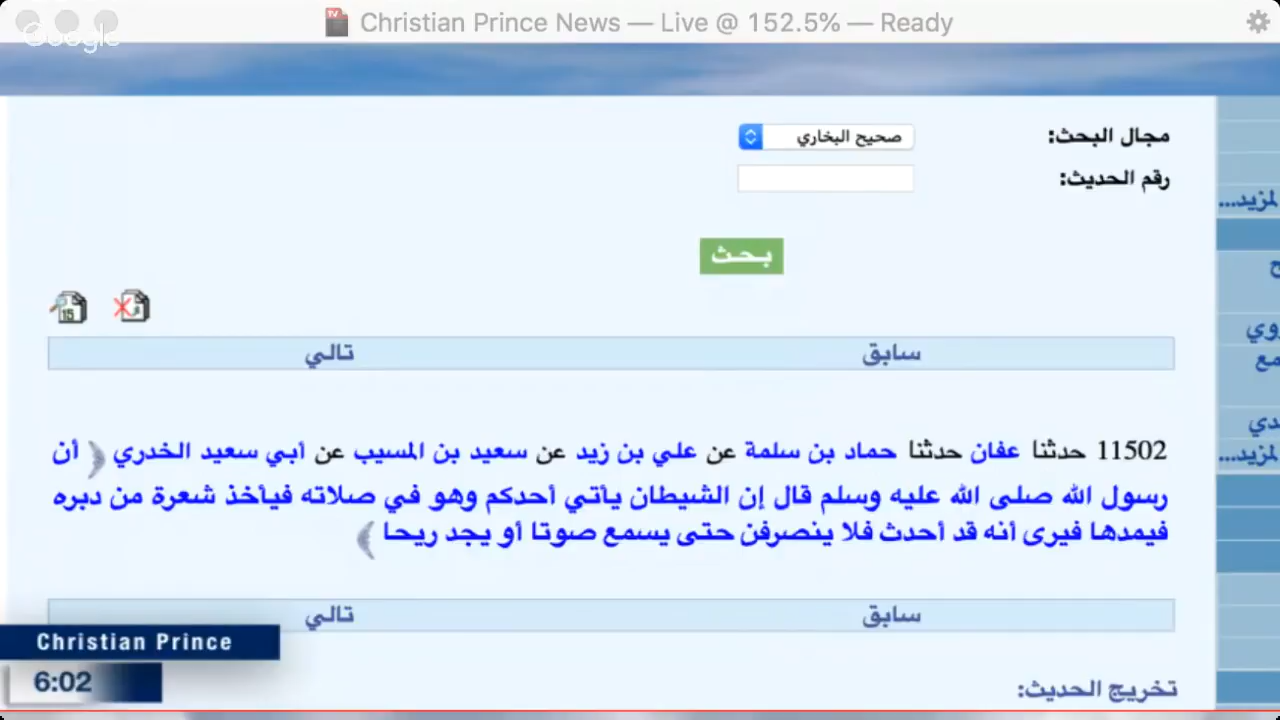 Christian Prince News — Live @ 152.5% — Ready
Google
مجال البحث:
صحيح البخاري
رقم الحديث:
بحث
15
سابق تالي
11502 حدثنا عفان حدثنا حماد بن سلمة عن علي بن زيد عن سعيد بن المسيب عن أبي سعيد الخدري ﴿ أن
رسول الله صلى الله عليه وسلم قال إن الشيطان يأتي أحدكم وهو في صلاته فيأخذ شعرة من دبره
فيمدها فيرى أنه قد أحدث فلا ينصرفن حتى يسمع صوتا أو يجد ريحا ﴾
سابق تالي
تخريج الحديث:
Christian Prince
6:02